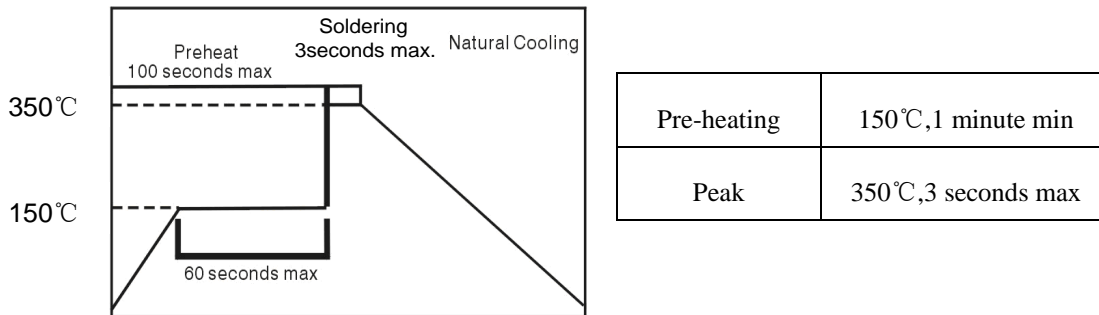 Soldering
3seconds max.
Natural Cooling
Preheat
100 seconds max
350℃
150℃
60 seconds max
Pre-heating 150℃,1 minute min
Peak 350℃,3 seconds max